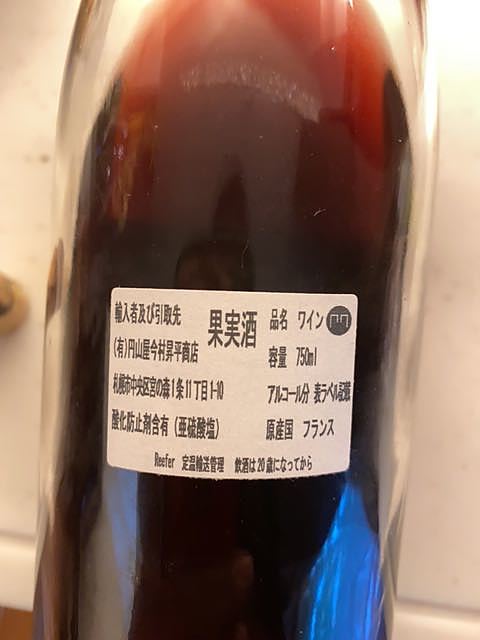 輸入者及び引取先
(有)円山屋今村昇平商店
札幌市中央区宮の森1条11丁目1-10
酸化防止剤含有(亜硫酸塩)
果実酒
品名 ワイン
容量 750ml
アルコール分 表ラベル記載
原産国 フランス
Reefer 定温輸送管理 飲酒は20歳になってから